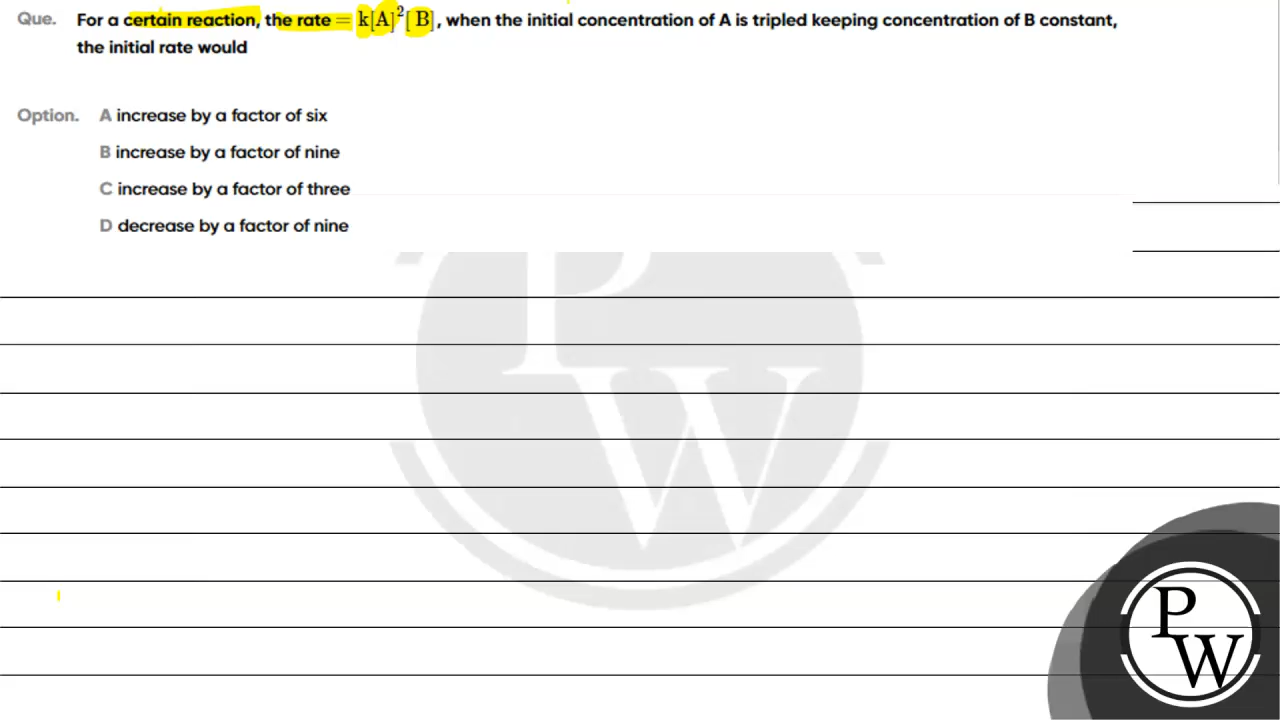 Que. For a certain reaction, the rate = k[A]²[ B], when the initial concentration of A is tripled keeping concentration of B constant,
the initial rate would
Option. A increase by a factor of six
B increase by a factor of nine
C increase by a factor of three
D decrease by a factor of nine
P
W
P
W